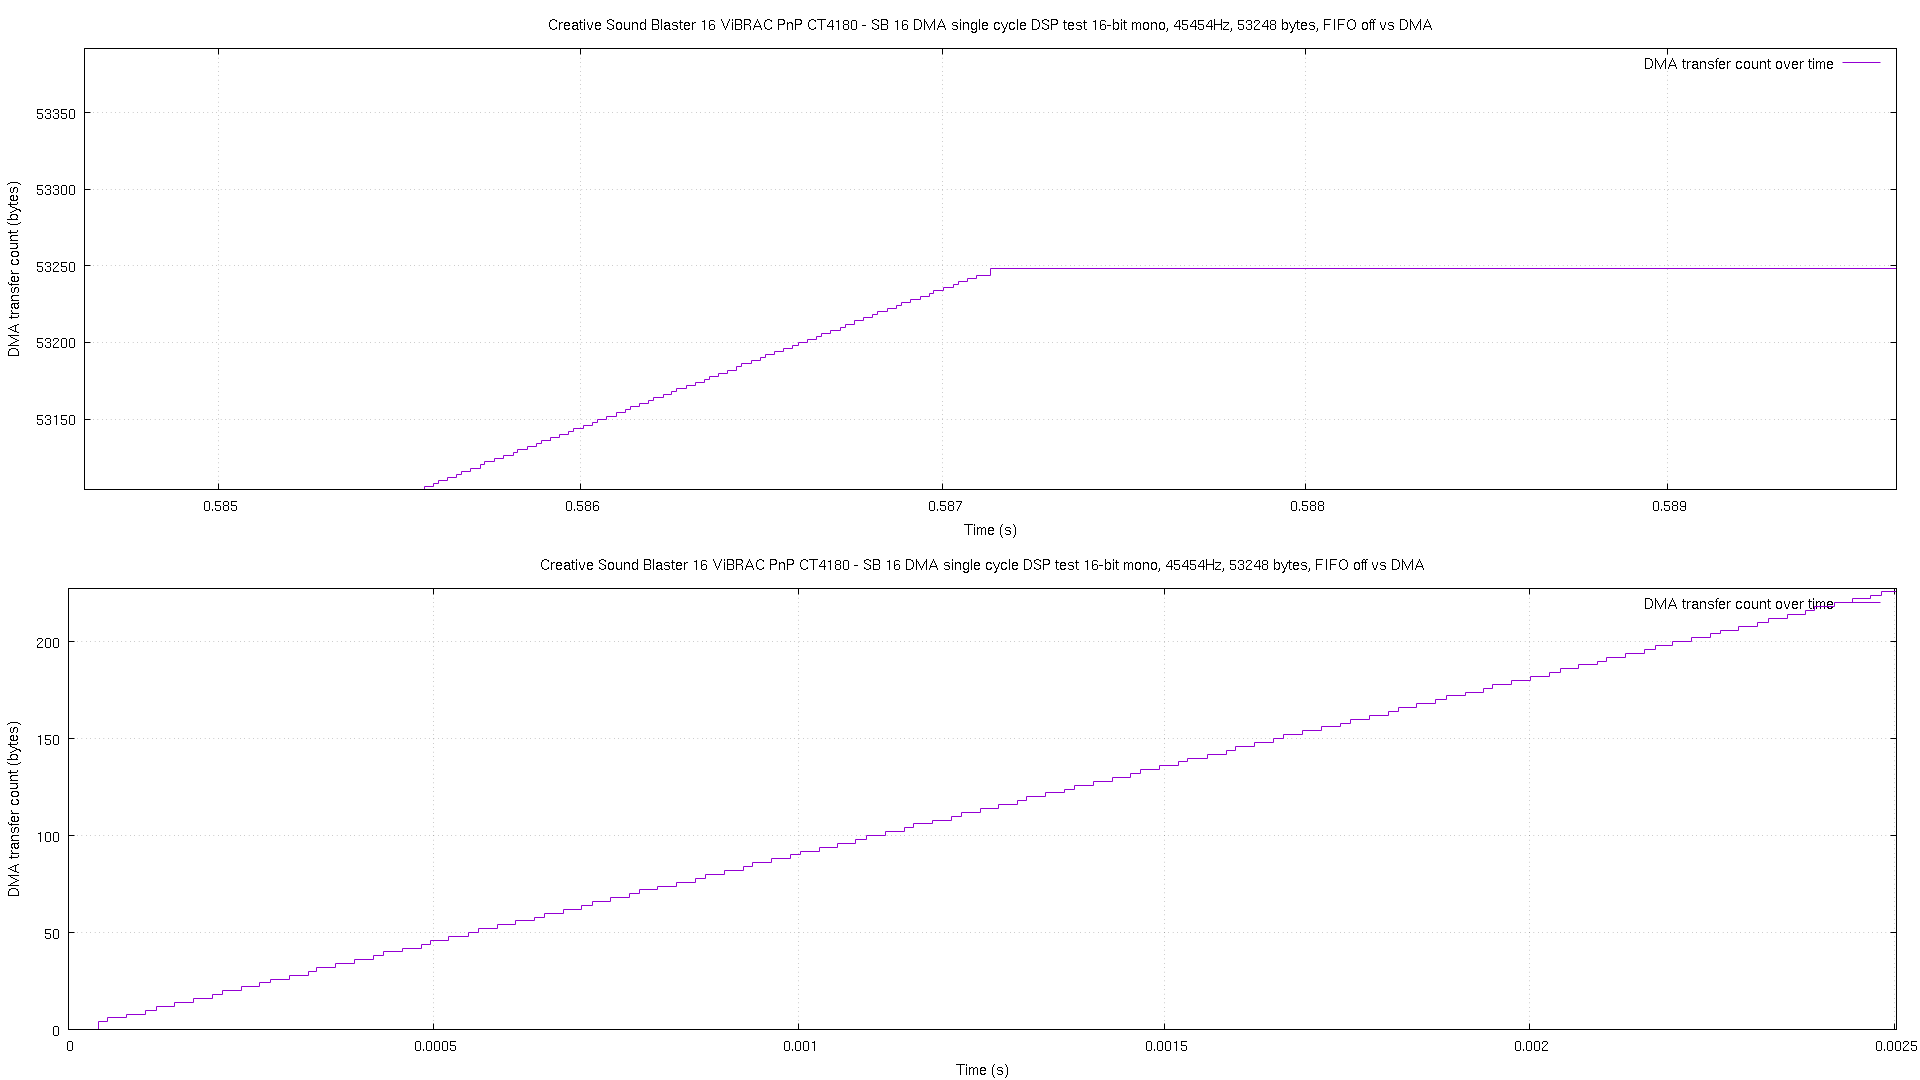 Creative Sound Blaster 16 ViBRAC PnP CT4180 - SB 16 DMA single cycle DSP test 16-bit mono, 45454Hz, 53248 bytes, FIFO off vs DMA
DMA transfer count over time
53350
53300
53250
53200
53150
DMA transfer count (bytes)
0.585 0.586 0.587 0.588 0.589
Time (s)
Creative Sound Blaster 16 ViBRAC PnP CT4180 - SB 16 DMA single cycle DSP test 16-bit mono, 45454Hz, 53248 bytes, FIFO off vs DMA
DMA transfer count over time
200
150
100
50
0
DMA transfer count (bytes)
0 0.0005 0.001 0.0015 0.002 0.0025
Time (s)